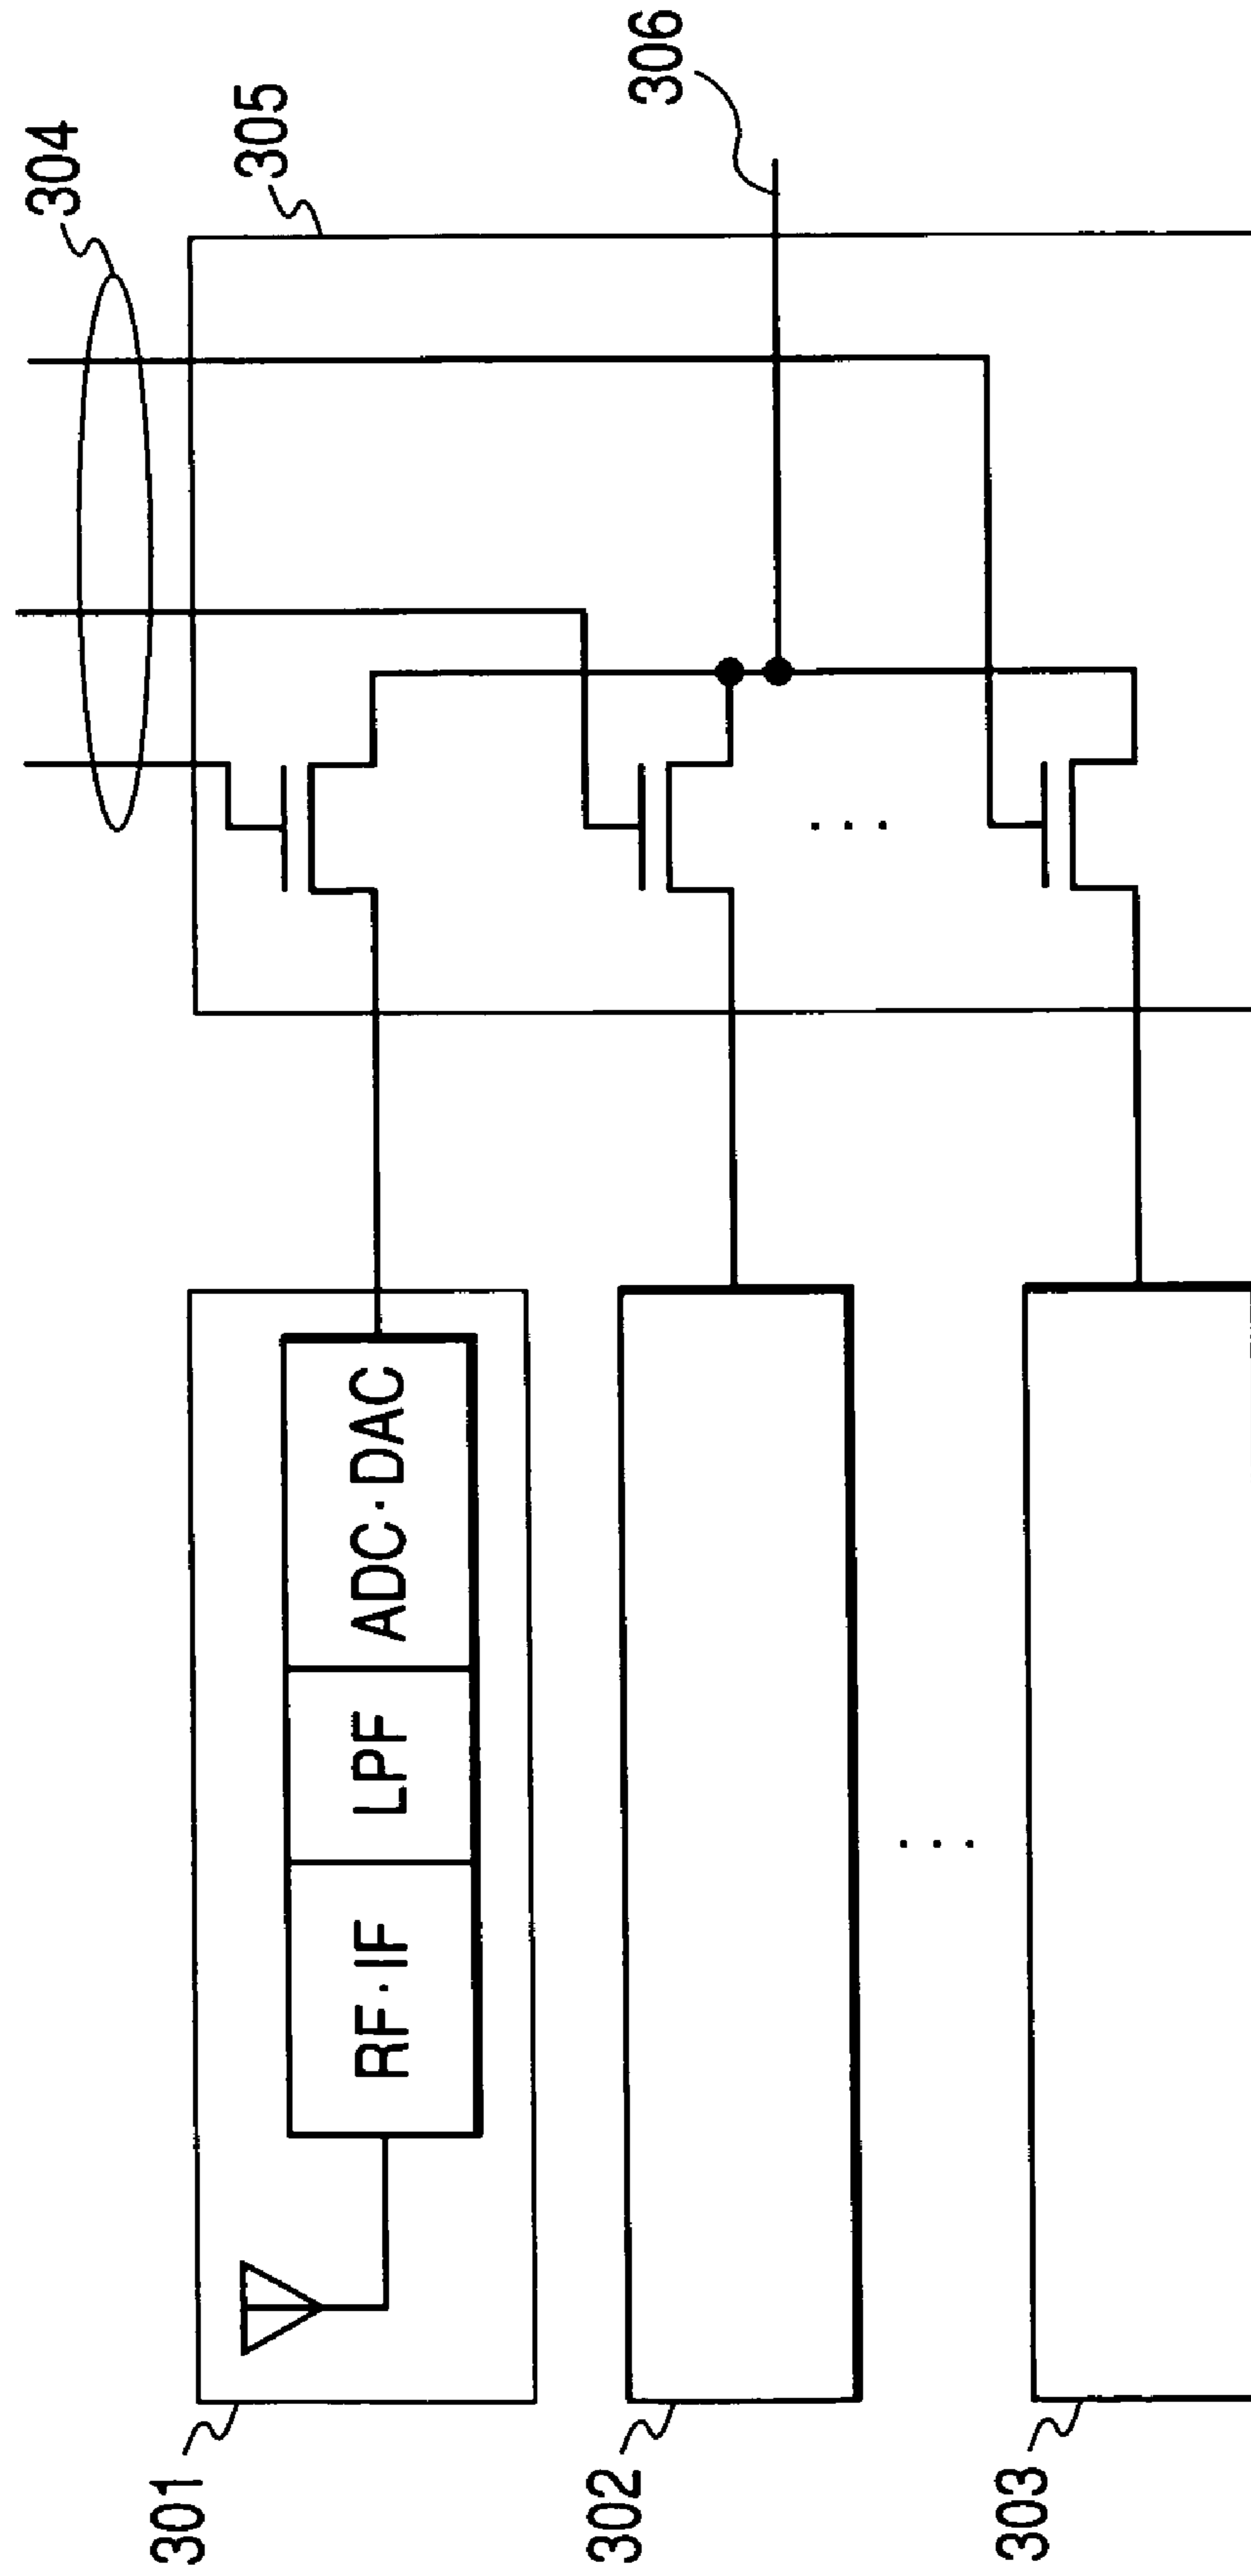 304
305
306
301
RF·IF
LPF
ADC·DAC
302
. . .
. . .
303